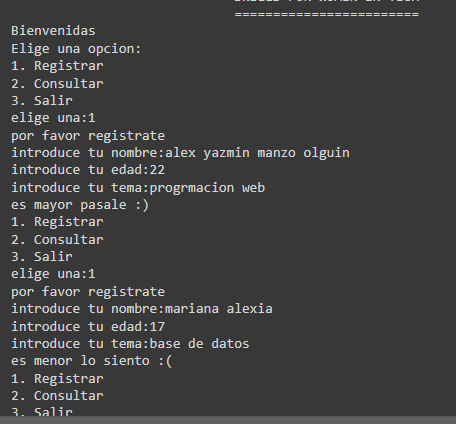 =======================
Bienvenidas
Elige una opcion:
1. Registrar
2. Consultar
3. Salir
elige una:1
por favor registrate
introduce tu nombre:alex yazmin manzo olguin
introduce tu edad:22
introduce tu tema:progrmacion web
es mayor pasale :)
1. Registrar
2. Consultar
3. Salir
elige una:1
por favor registrate
introduce tu nombre:mariana alexia
introduce tu edad:17
introduce tu tema:base de datos
es menor lo siento :(
1. Registrar
2. Consultar
3. Salir